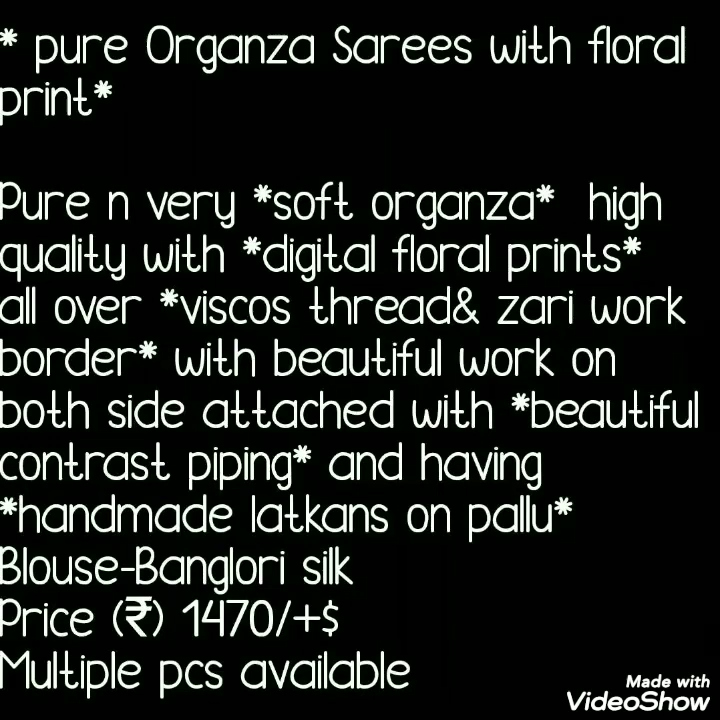 * pure Organza Sarees with floral
print*
Pure n very *soft organza*  high
quality with *digital floral prints*
all over *viscos thread& zari work
border* with beautiful work on
both side attached with *beautiful
contrast piping* and having
*handmade latkans on pallu*
Blouse-Banglori silk
Price (₹) 1470/+$
Multiple pcs available
Made with
VideoShow